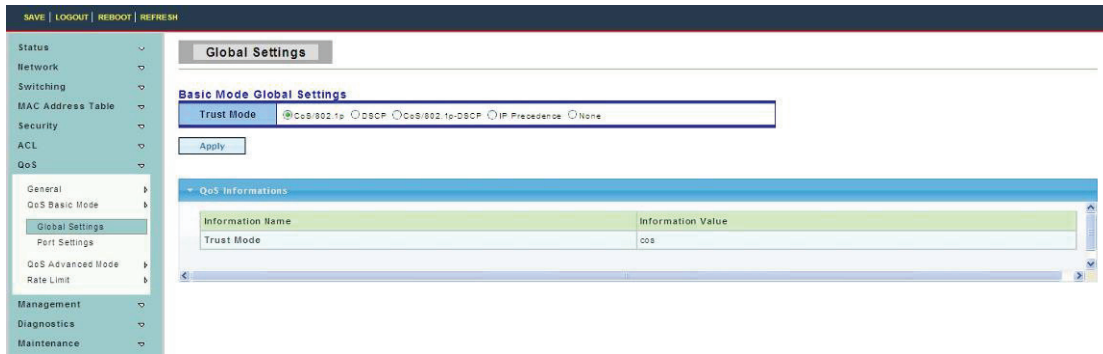 SAVE | LOGOUT | REBOOT | REFRESH
Status
Network
Switching
MAC Address Table
Security
ACL
QoS
General
QoS Basic Mode
Global Settings
Port Settings
QoS Advanced Mode
Rate Limit
Management
Diagnostics
Maintenance
Global Settings
Basic Mode Global Settings
Trust Mode CoS/802.1p DSCP CoS/802.1p-DSCP IP Precedence None
Apply
QoS Informations
Information Name Information Value
Trust Mode cos